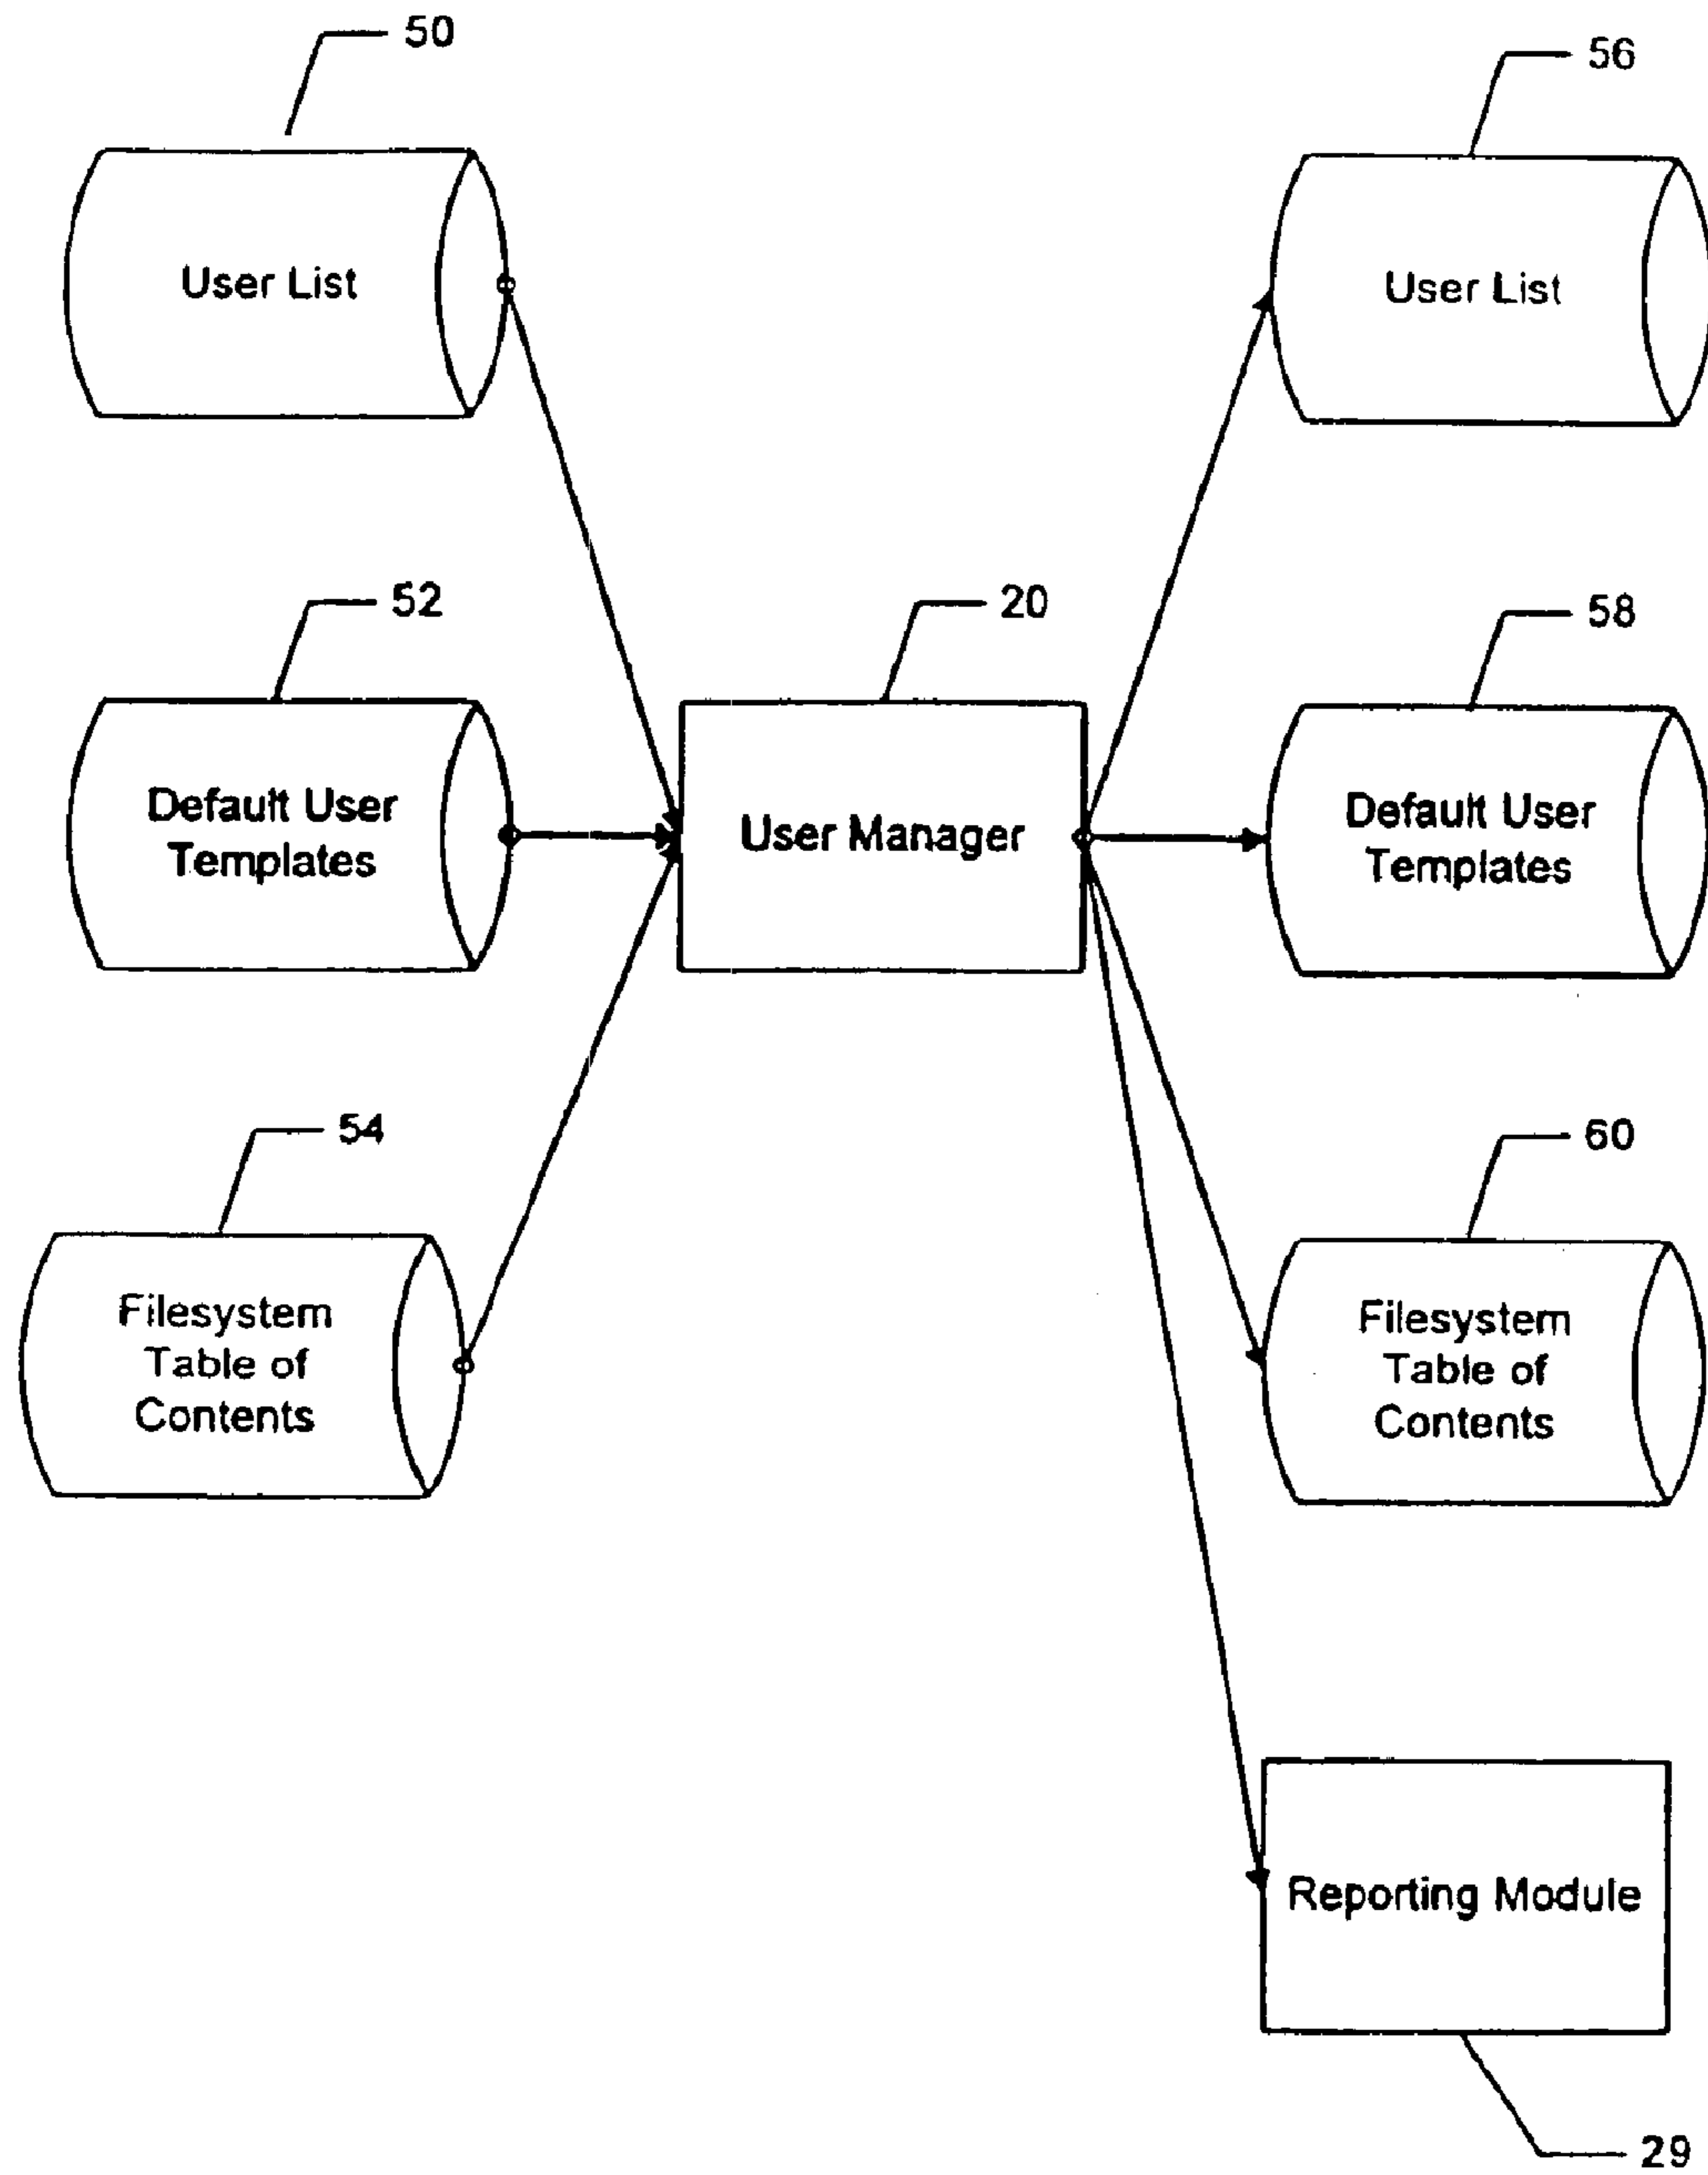 50
56
User List
User List
52
20
58
Default User
Templates
User Manager
Default User
Templates
54
60
Filesystem
Table of
Contents
Filesystem
Table of
Contents
Reporting Module
29